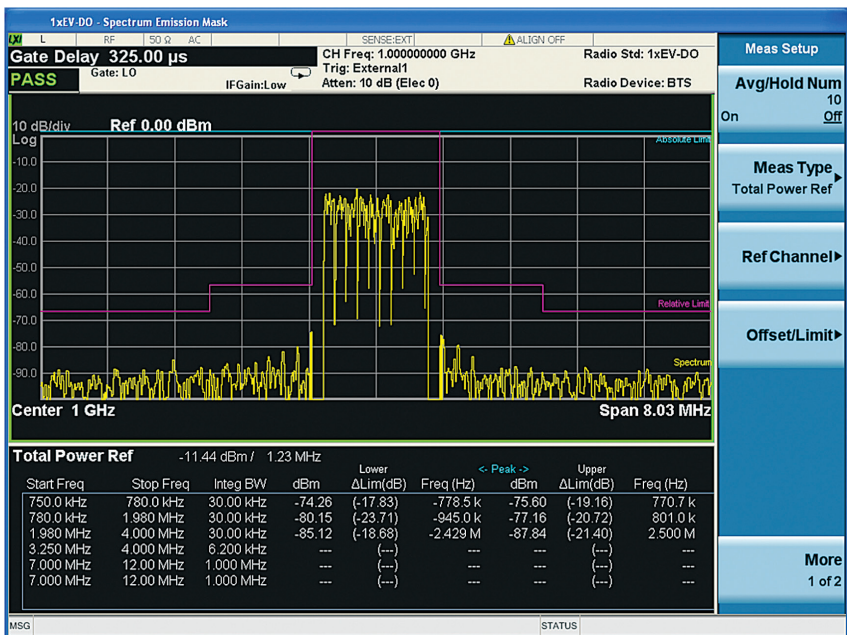 1xEV-DO - Spectrum Emission Mask
LXI L RF 50 Ω AC SENSE:EXT ALIGN OFF
Gate Delay 325.00 µs
CH Freq: 1.000000000 GHz
Radio Std: 1xEV-DO
PASS
Gate: LO
IFGain:Low
Trig: External1
Atten: 10 dB (Elec 0)
Radio Device: BTS
10 dB/div Ref 0.00 dBm
Log
Absolute Limit
-10.0
-20.0
-30.0
-40.0
-50.0
-60.0
Relative Limit
-70.0
-80.0
Spectrum
-90.0
Center 1 GHz Span 8.03 MHz
Total Power Ref -11.44 dBm / 1.23 MHz
Lower <- Peak -> Upper
Start Freq Stop Freq Integ BW dBm ΔLim(dB) Freq (Hz) dBm ΔLim(dB) Freq (Hz)
750.0 kHz 780.0 kHz 30.00 kHz -74.26 (-17.83) -778.5 k -75.60 (-19.16) 770.7 k
780.0 kHz 1.980 MHz 30.00 kHz -80.15 (-23.71) -945.0 k -77.16 (-20.72) 801.0 k
1.980 MHz 4.000 MHz 30.00 kHz -85.12 (-18.68) -2.429 M -87.84 (-21.40) 2.500 M
3.250 MHz 4.000 MHz 6.200 kHz --- (---) --- --- (---) ---
7.000 MHz 12.00 MHz 1.000 MHz --- (---) --- --- (---) ---
7.000 MHz 12.00 MHz 1.000 MHz --- (---) --- --- (---) ---
MSG STATUS
Meas Setup
Avg/Hold Num
10
On Off
Meas Type
Total Power Ref
Ref Channel
Offset/Limit
More
1 of 2